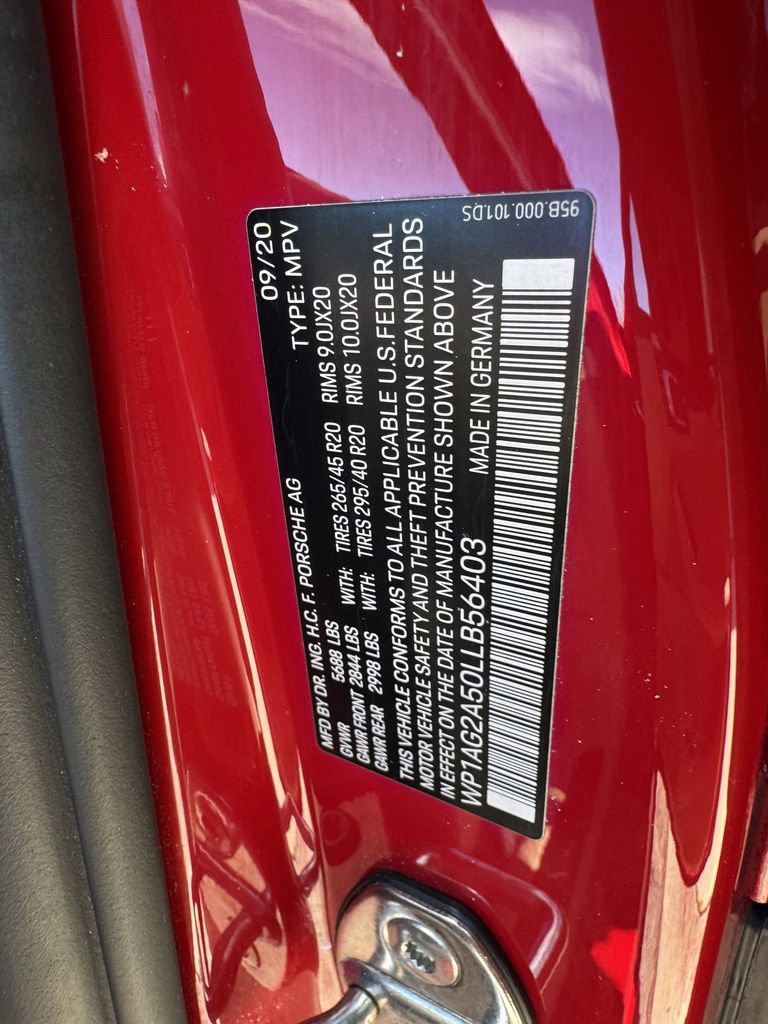 09/20
MFD BY DR. ING. H.C. F. PORSCHE AG TYPE: MPV
GVWR 5688 LBS
GAWR FRONT 2844 LBS WITH: TIRES 265/45 R20 RIMS 9.0JX20
GAWR REAR 2998 LBS WITH: TIRES 295/40 R20 RIMS 10.0JX20
THIS VEHICLE CONFORMS TO ALL APPLICABLE U.S.FEDERAL
MOTOR VEHICLE SAFETY AND THEFT PREVENTION STANDARDS
IN EFFECT ON THE DATE OF MANUFACTURE SHOWN ABOVE
WP1AG2A50LLB56403 MADE IN GERMANY
95B.000.101.DS